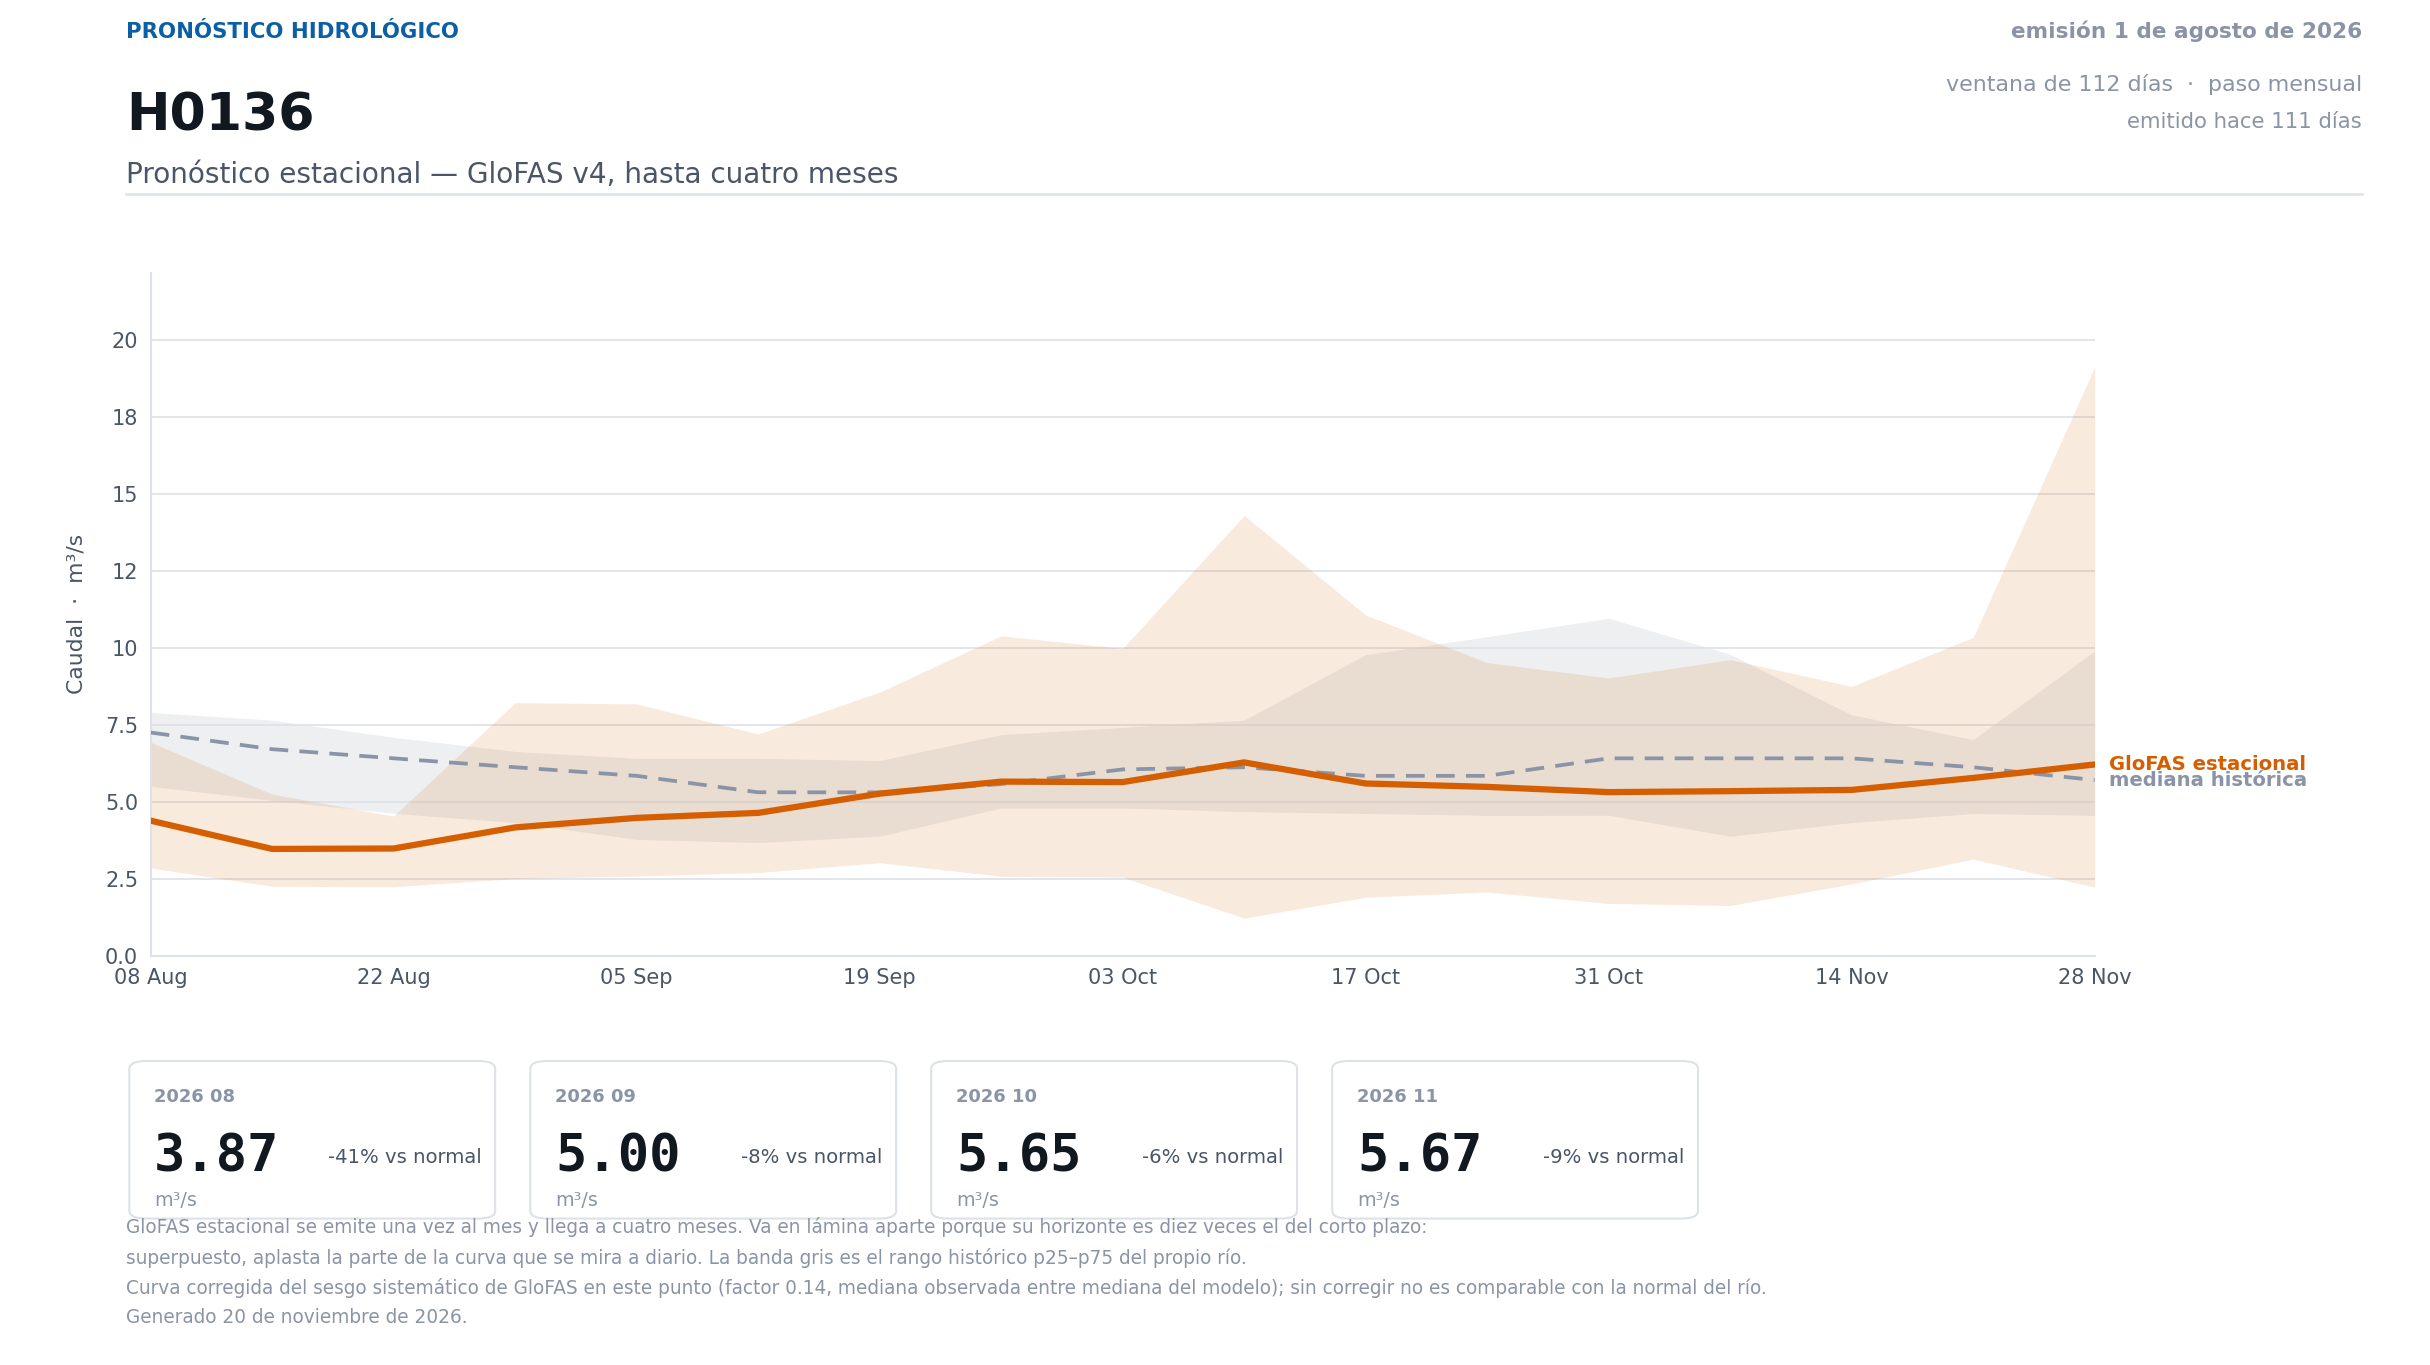 PRONÓSTICO HIDROLÓGICO
emisión 1 de agosto de 2026
H0136
ventana de 112 días · paso mensual
emitido hace 111 días
Pronóstico estacional — GloFAS v4, hasta cuatro meses
Caudal · m³/s
20
18
15
12
10
7.5
5.0
2.5
0.0
GloFAS estacional
mediana histórica
08 Aug
22 Aug
05 Sep
19 Sep
03 Oct
17 Oct
31 Oct
14 Nov
28 Nov
2026 08
3.87
-41% vs normal
m³/s
2026 09
5.00
-8% vs normal
m³/s
2026 10
5.65
-6% vs normal
m³/s
2026 11
5.67
-9% vs normal
m³/s
GloFAS estacional se emite una vez al mes y llega a cuatro meses. Va en lámina aparte porque su horizonte es diez veces el del corto plazo:
superpuesto, aplasta la parte de la curva que se mira a diario. La banda gris es el rango histórico p25–p75 del propio río.
Curva corregida del sesgo sistemático de GloFAS en este punto (factor 0.14, mediana observada entre mediana del modelo); sin corregir no es comparable con la normal del río.
Generado 20 de noviembre de 2026.